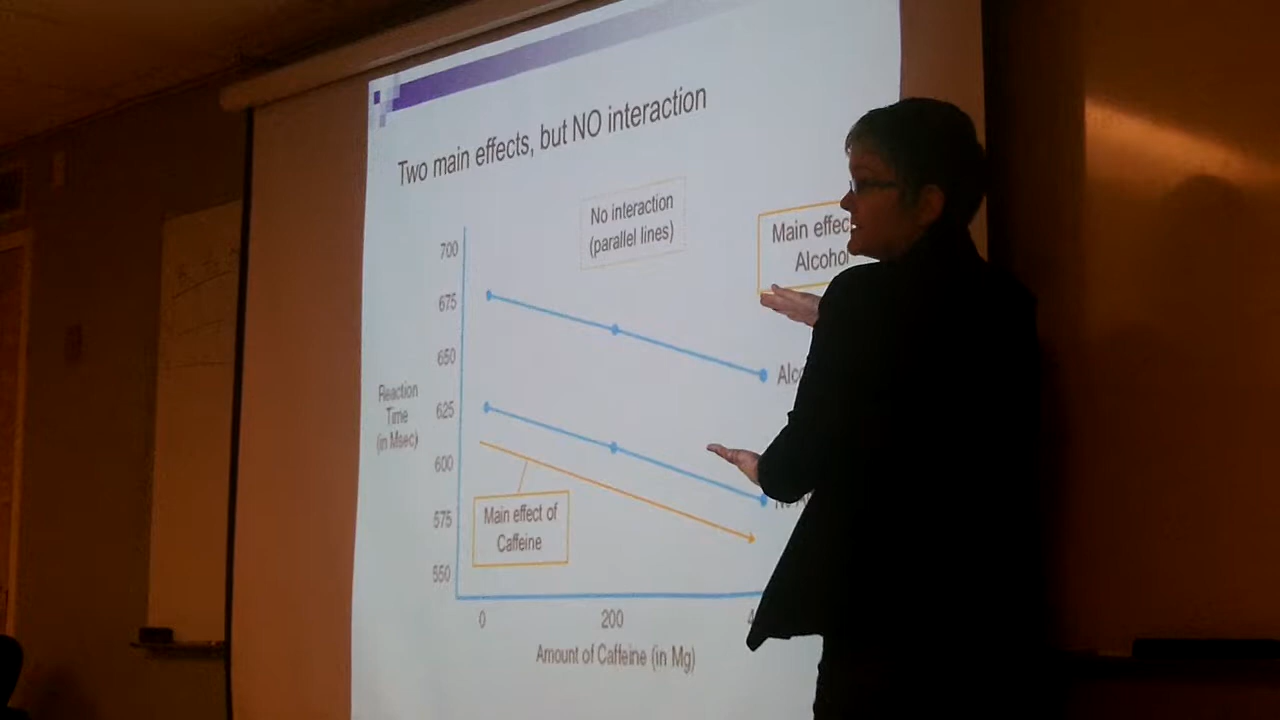 Two main effects, but NO interaction
No interaction
(parallel lines)
Main effec
Alcohol
700
675
650
625
600
575
550
Reaction
Time
(in Msec)
Alco
Main effect of
Caffeine
0
200
4
Amount of Caffeine (in Mg)